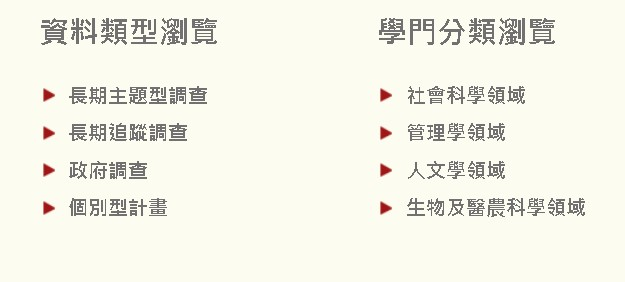 資料類型瀏覽
長期主題型調查
長期追蹤調查
政府調查
個別型計畫
學門分類瀏覽
社會科學領域
管理學領域
人文學領域
生物及醫農科學領域